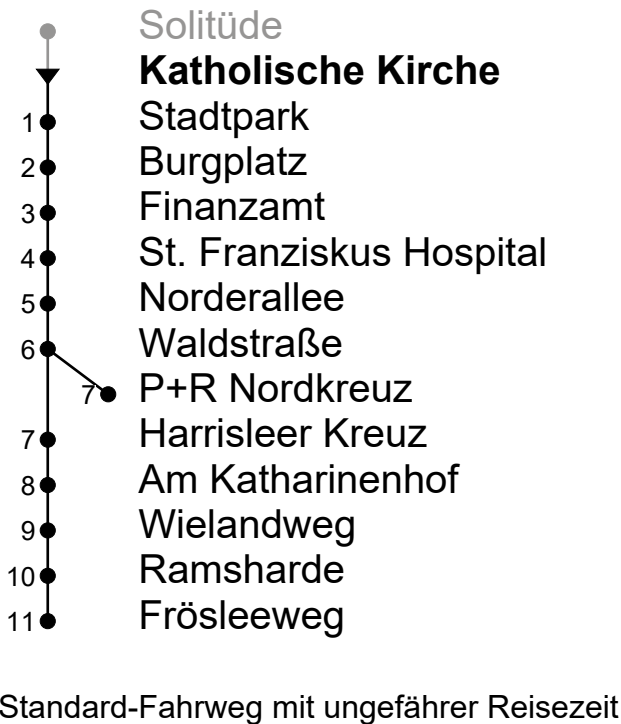 Solitüde
Katholische Kirche
1 Stadtpark
2 Burgplatz
3 Finanzamt
4 St. Franziskus Hospital
5 Norderallee
6 Waldstraße
7 P+R Nordkreuz
7 Harrisleer Kreuz
8 Am Katharinenhof
9 Wielandweg
10 Ramsharde
11 Frösleeweg
Standard-Fahrweg mit ungefährer Reisezeit